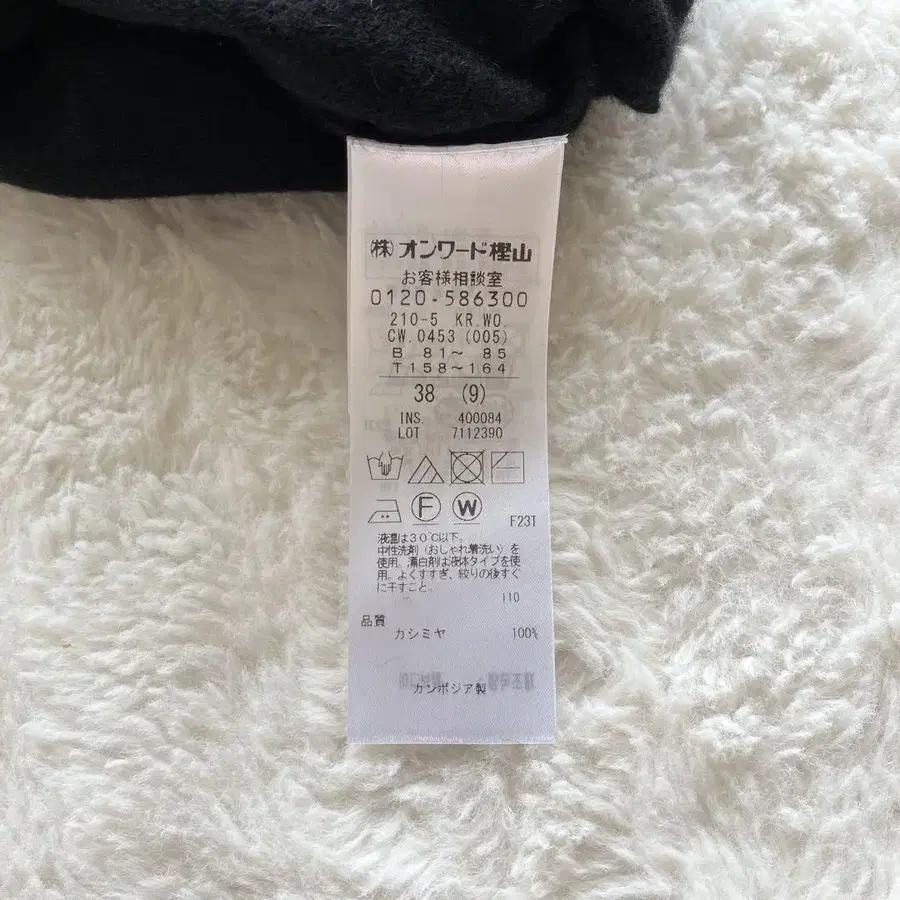 (株)オンワード樫山
お客様相談室
0120-586300
210-5 KR.WO.
CW.0453 (005)
B 81～ 85
T158～164
38 (9)
INS. 400084
LOT 7112390
F W
F23T
液温は30℃以下。
中性洗剤(おしゃれ着洗い)を
使用。漂白剤は液体タイプを使
用。よくすすぎ、絞りの後すぐ
に干すこと。
110
品質
カシミヤ 100%
カンボジア製